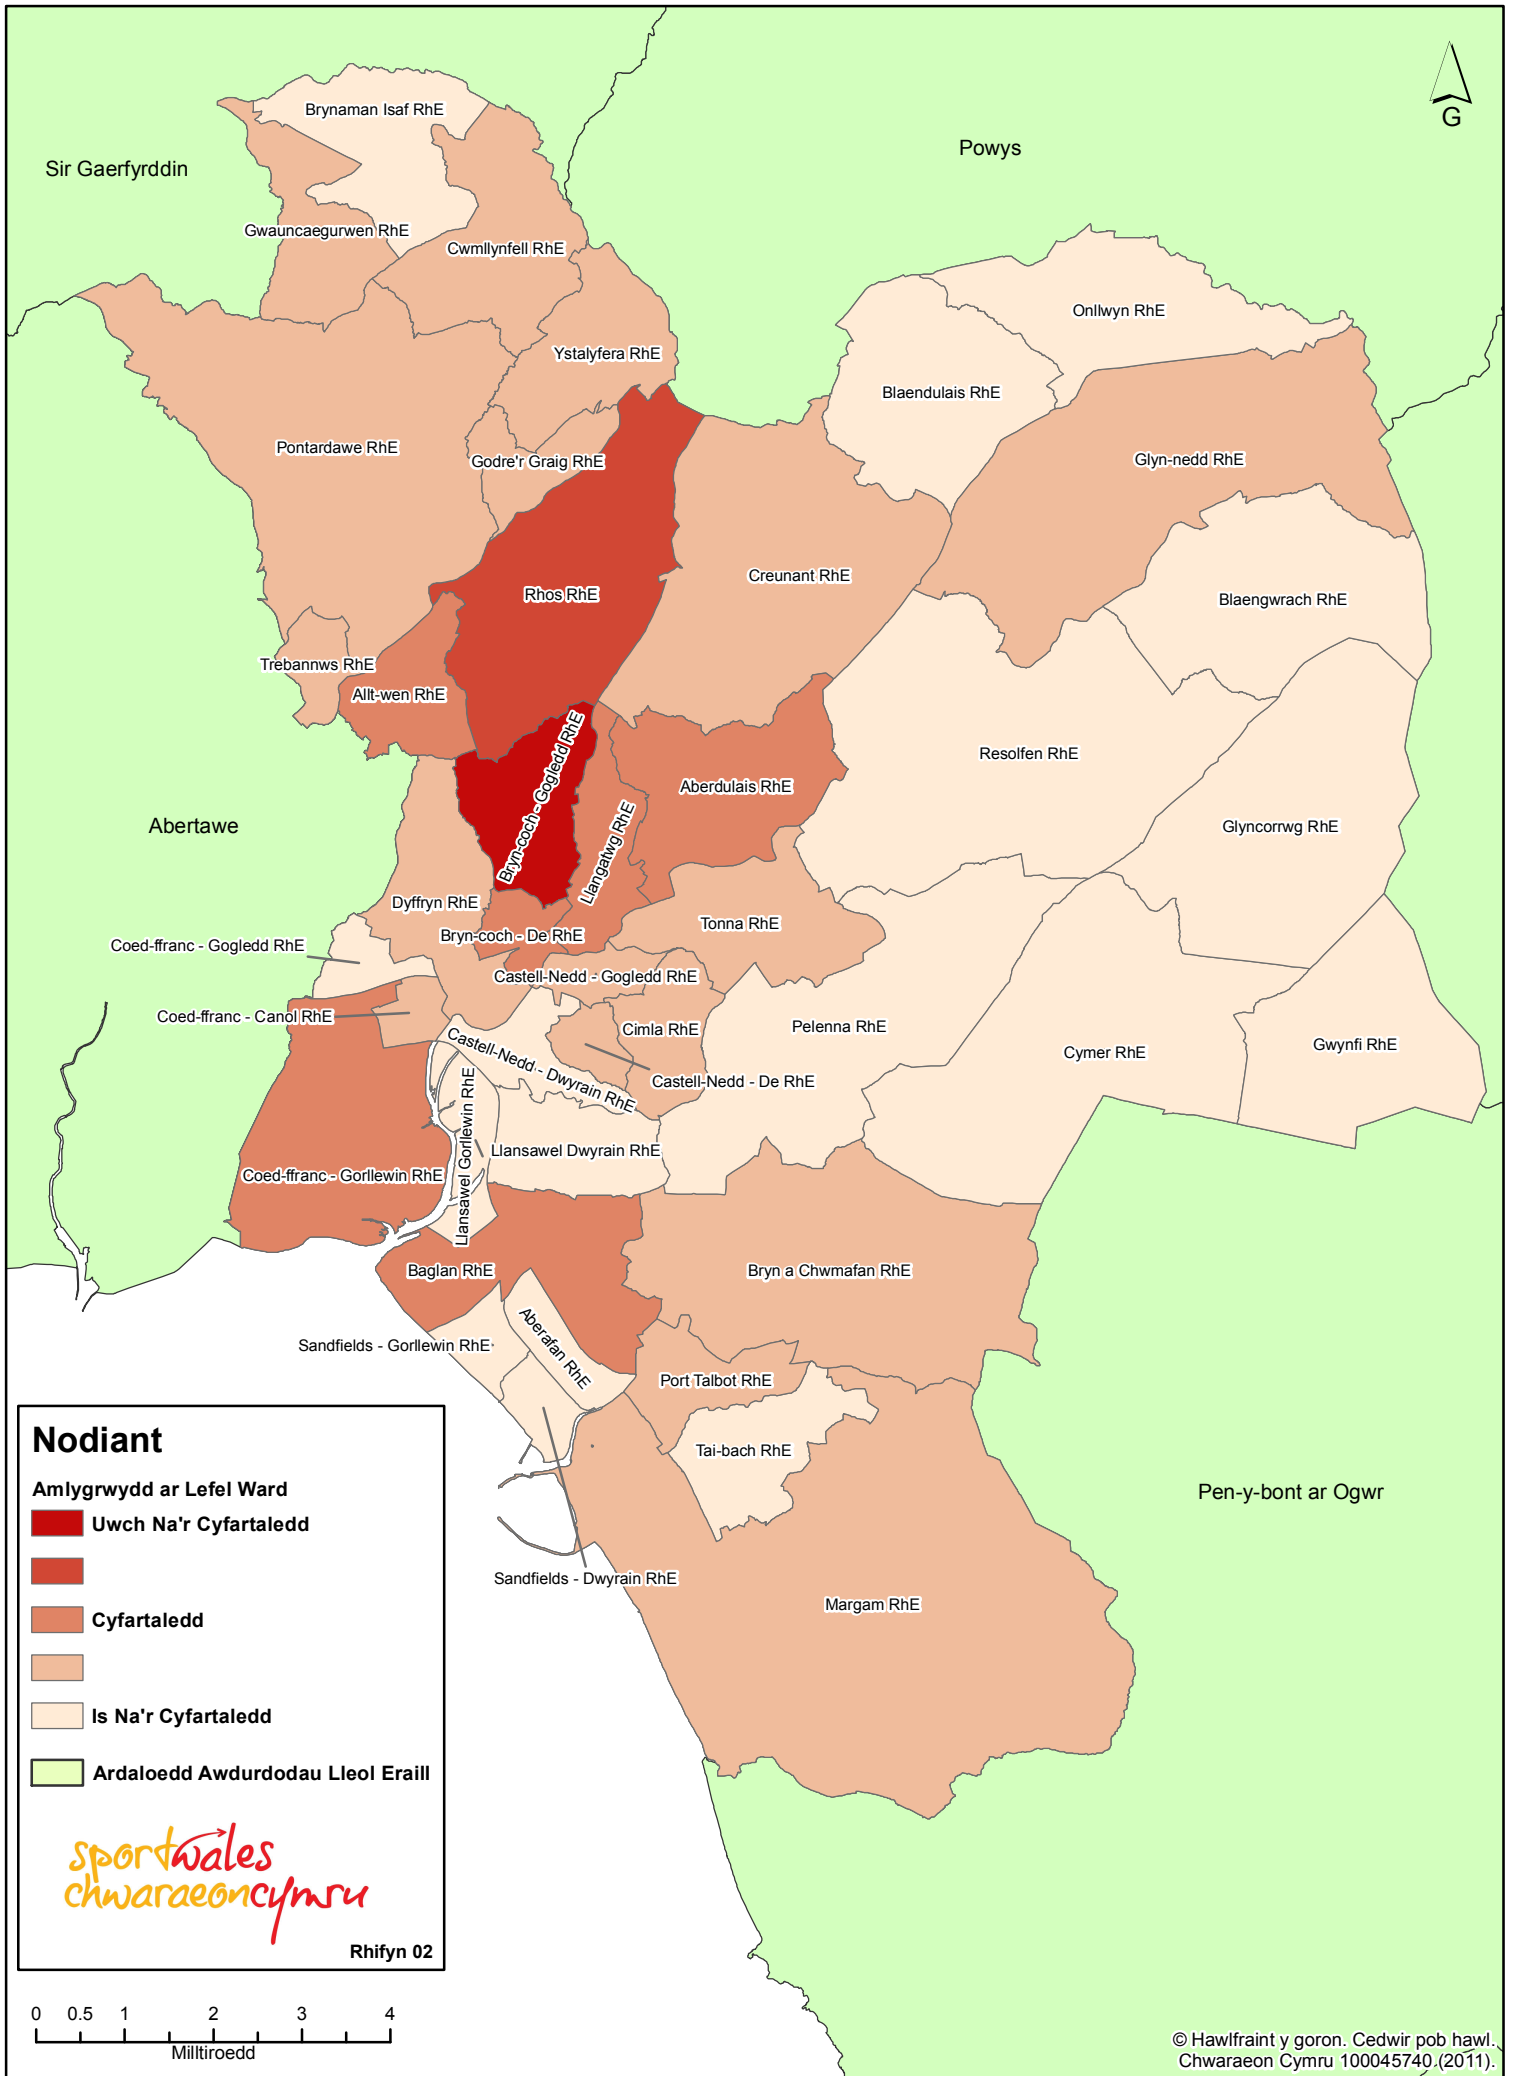 Brynaman Isaf RhE
G
Powys
Sir Gaerfyrddin
Gwauncaegurwen RhE
Cwmllynfell RhE
Onllwyn RhE
Ystalyfera RhE
Blaendulais RhE
Pontardawe RhE
Godre'r Graig RhE
Glyn-nedd RhE
Creunant RhE
Rhos RhE
Blaengwrach RhE
Trebannws RhE
Allt-wen RhE
Bryn-coch - Gogledd RhE
Resolfen RhE
Aberdulais RhE
Llangatwg RhE
Abertawe
Glyncorrwg RhE
Dyffryn RhE
Tonna RhE
Bryn-coch - De RhE
Coed-ffranc - Gogledd RhE
Castell-Nedd - Gogledd RhE
Coed-ffranc - Canol RhE
Cimla RhE
Pelenna RhE
Gwynfi RhE
Cymer RhE
Castell-Nedd - Dwyrain RhE
Castell-Nedd - De RhE
Llansawel Gorllewin RhE
Llansawel Dwyrain RhE
Coed-ffranc - Gorllewin RhE
Baglan RhE
Bryn a Chwmafan RhE
Aberafan RhE
Sandfields - Gorllewin RhE
Port Talbot RhE
Tai-bach RhE
Pen-y-bont ar Ogwr
Sandfields - Dwyrain RhE
Margam RhE
Nodiant
Amlygrwydd ar Lefel Ward
Uwch Na'r Cyfartaledd
Cyfartaledd
Is Na'r Cyfartaledd
Ardaloedd Awdurdodau Lleol Eraill
sportwales
chwaraeoncymru
Rhifyn 02
0 0.5 1 2 3 4
Milltiroedd
© Hawlfraint y goron. Cedwir pob hawl.
Chwaraeon Cymru 100045740 (2011).